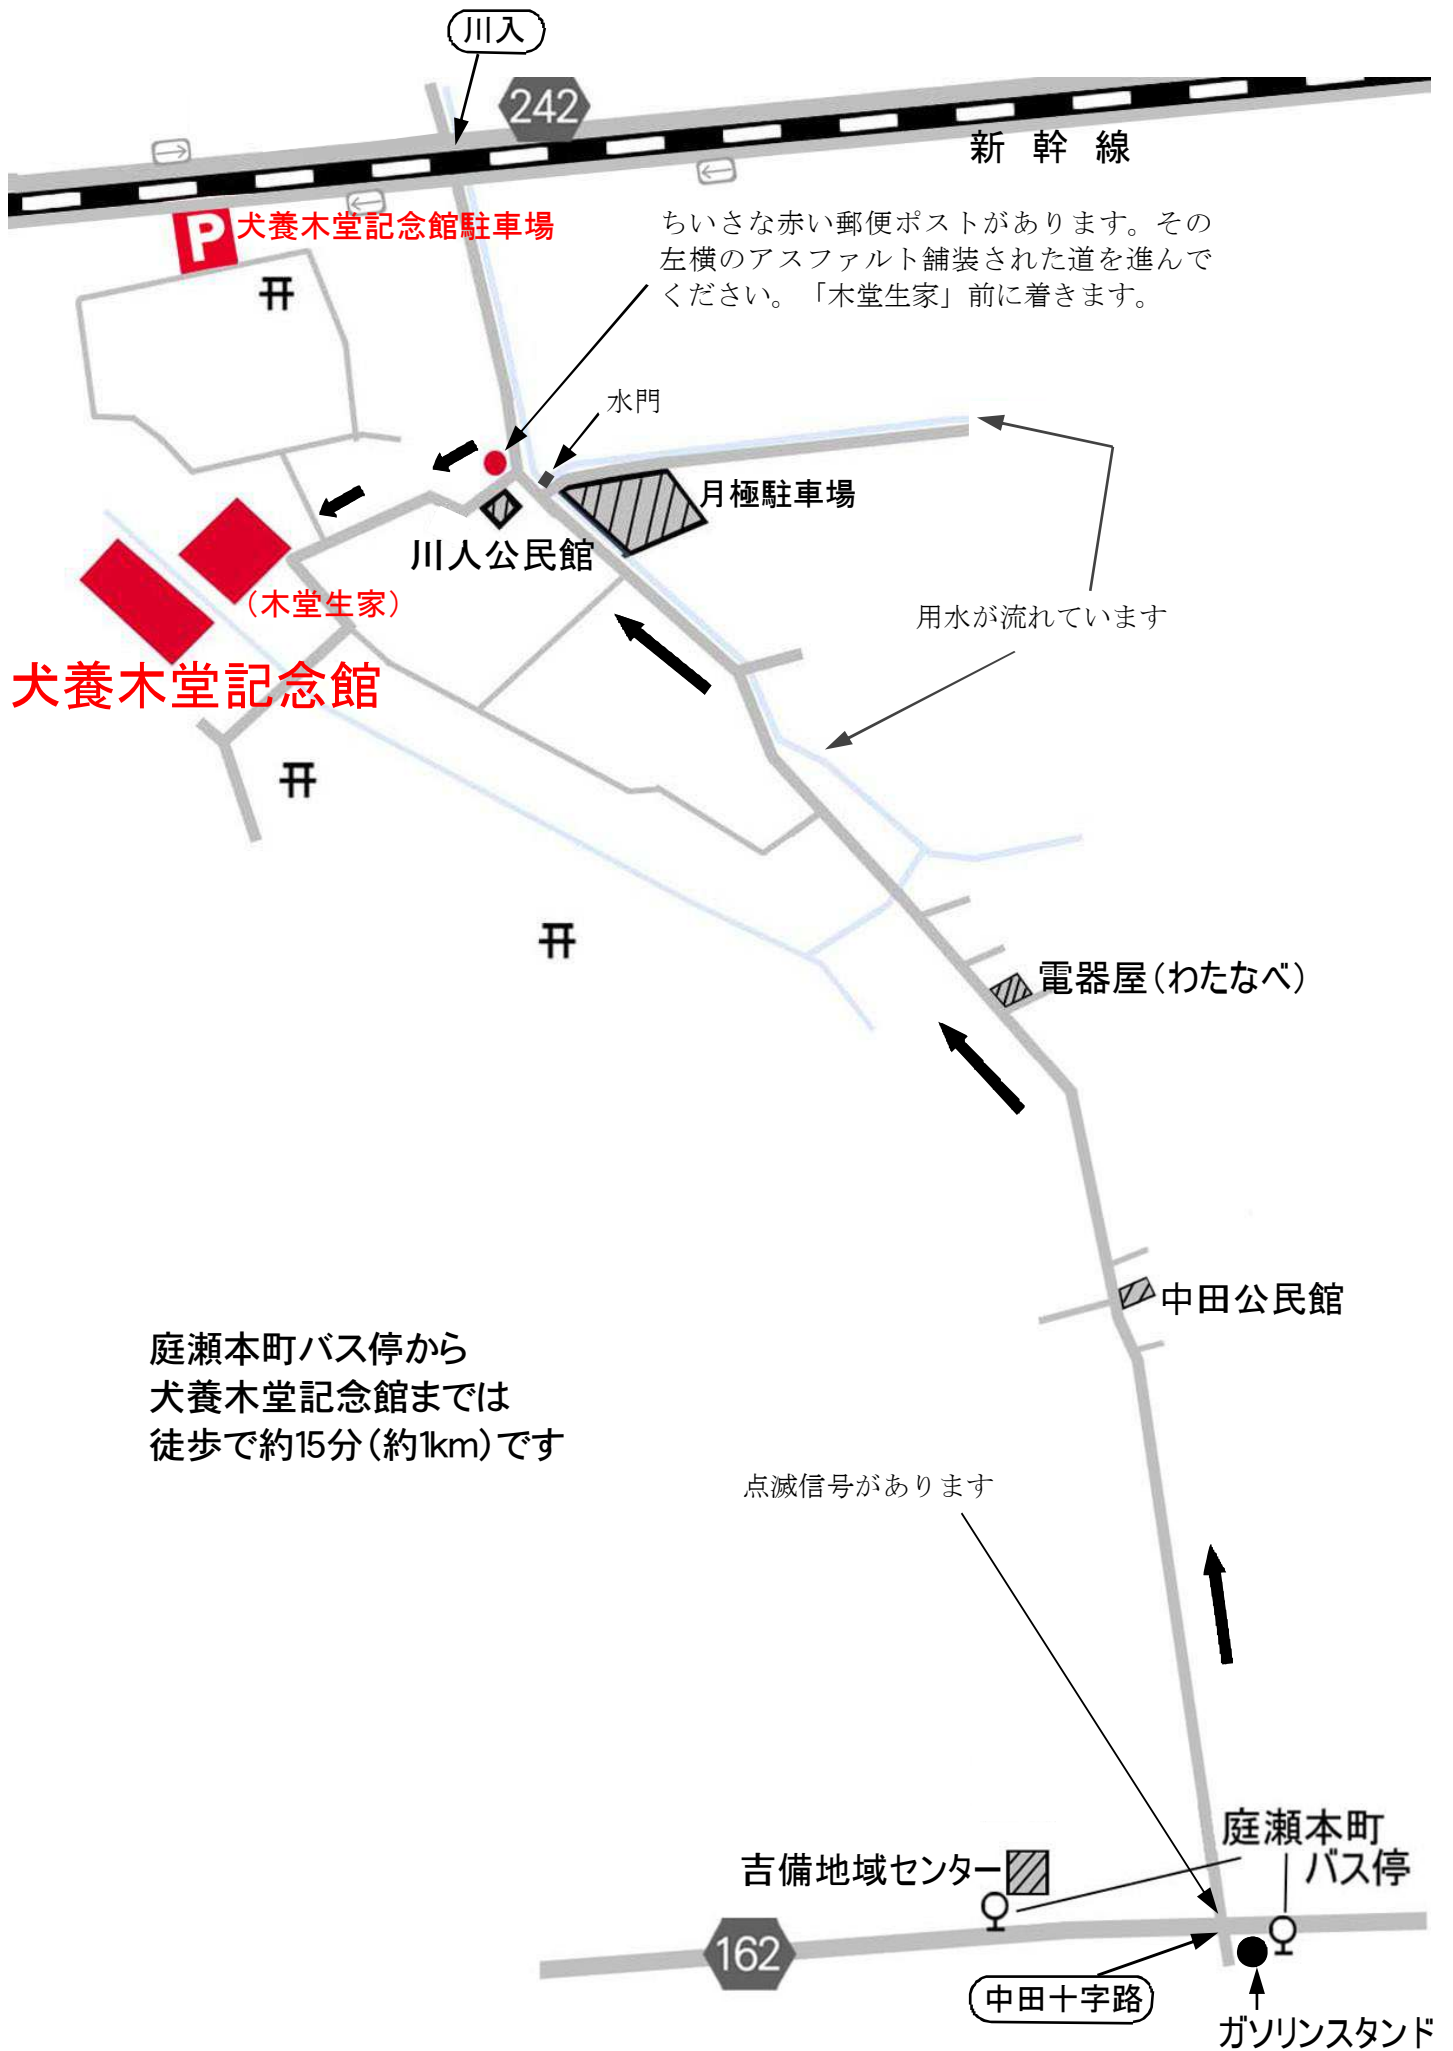 川入
242
新幹線
P
犬養木堂記念館駐車場
ちいさな赤い郵便ポストがあります。その
左横のアスファルト舗装された道を進んで
ください。「木堂生家」前に着きます。
水門
月極駐車場
川人公民館
(木堂生家)
用水が流れています
犬養木堂記念館
電器屋(わたなべ)
中田公民館
庭瀬本町バス停から
犬養木堂記念館までは
徒歩で約15分(約1km)です
点滅信号があります
庭瀬本町
バス停
吉備地域センター
162
中田十字路
ガソリンスタンド